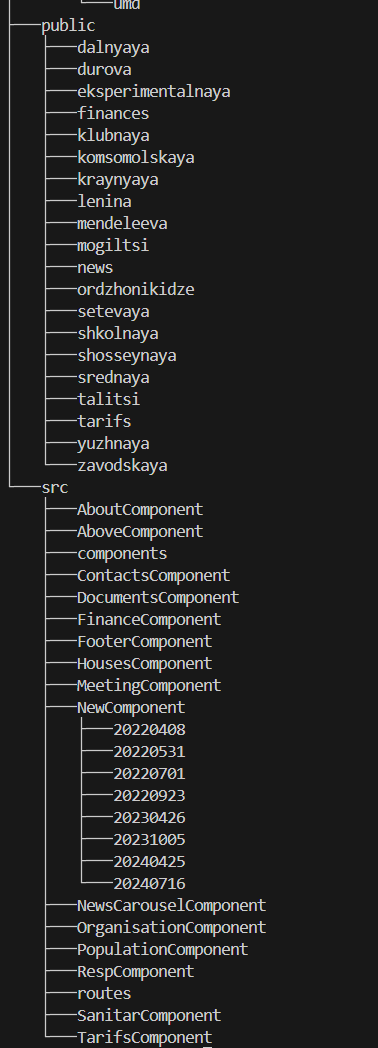 umd
public
dalnyaya
durova
eksperimentalnaya
finances
klubnaya
komsomolskaya
kraynyaya
lenina
mendeleeva
mogiltsi
news
ordzhonikidze
setevaya
shkolnaya
shosseynaya
srednaya
talitsi
tarifs
yuzhnaya
zavodskaya
src
AboutComponent
AboveComponent
components
ContactsComponent
DocumentsComponent
FinanceComponent
FooterComponent
HousesComponent
MeetingComponent
NewComponent
20220408
20220531
20220701
20220923
20230426
20231005
20240425
20240716
NewsCarouselComponent
OrganisationComponent
PopulationComponent
RespComponent
routes
SanitarComponent
TarifsComponent